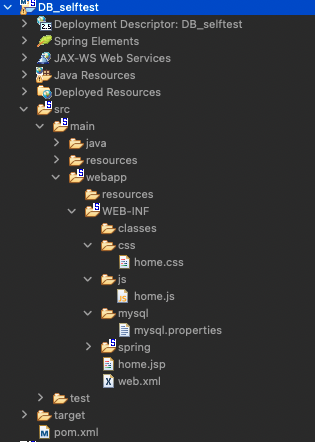 DB_selftest
Deployment Descriptor: DB_selftest
Spring Elements
JAX-WS Web Services
Java Resources
Deployed Resources
src
main
java
resources
webapp
resources
WEB-INF
classes
css
home.css
js
home.js
mysql
mysql.properties
spring
home.jsp
web.xml
test
target
pom.xml